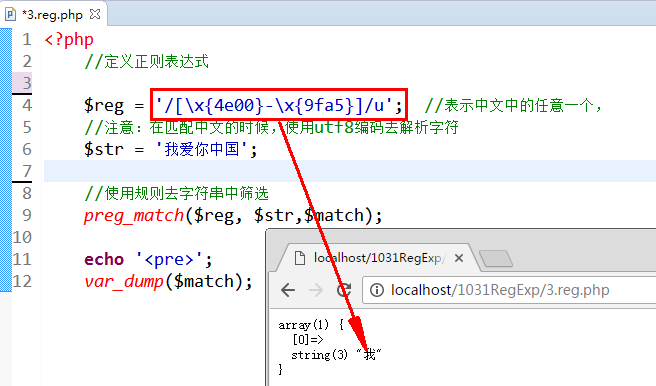 *3.reg.php
1 <?php
2 //定义正则表达式
3
4 $reg = '/[\x{4e00}-\x{9fa5}]/u'; //表示中文中的任意一个，
5 //注意：在匹配中文的时候，使用utf8编码去解析字符
6 $str = '我爱你中国';
7
8 //使用规则去字符串中筛选
9 preg_match($reg, $str,$match);
10
11 echo '<pre>';
12 var_dump($match);
localhost/1031RegExp/
localhost/1031RegExp/3.reg.php
array(1) {
[0]=>
string(3) "我"
}